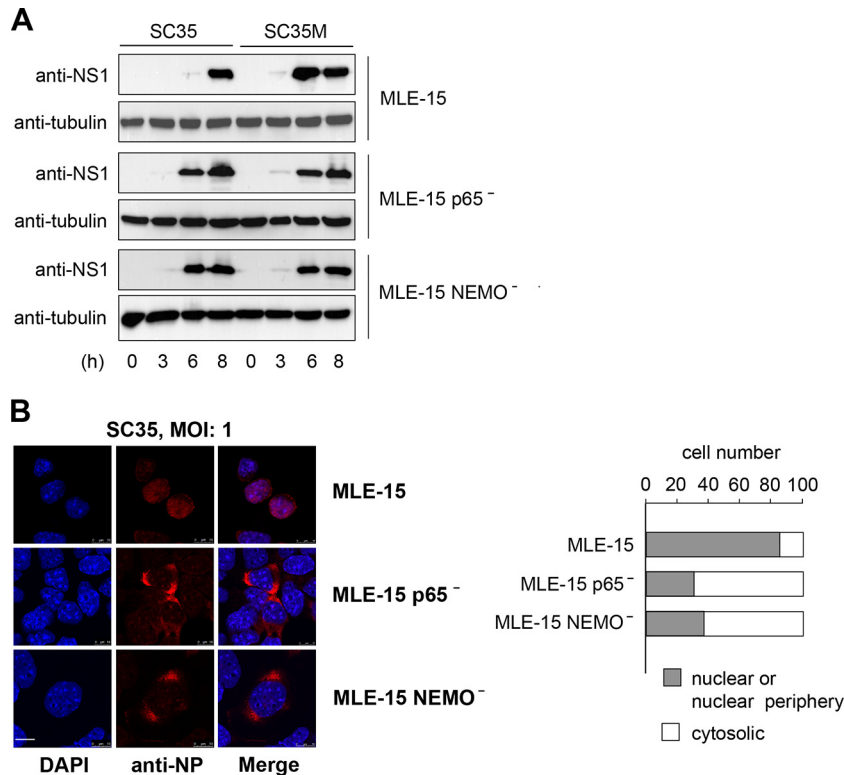 A
SC35 SC35M
anti-NS1
anti-tubulin
MLE-15
anti-NS1
anti-tubulin
MLE-15 p65⁻
anti-NS1
anti-tubulin
MLE-15 NEMO⁻
(h) 0 3 6 8 0 3 6 8
B
SC35, MOI: 1
MLE-15
MLE-15 p65⁻
MLE-15 NEMO⁻
DAPI anti-NP Merge
cell number
0 20 40 60 80 100
MLE-15
MLE-15 p65⁻
MLE-15 NEMO⁻
nuclear or
nuclear periphery
cytosolic